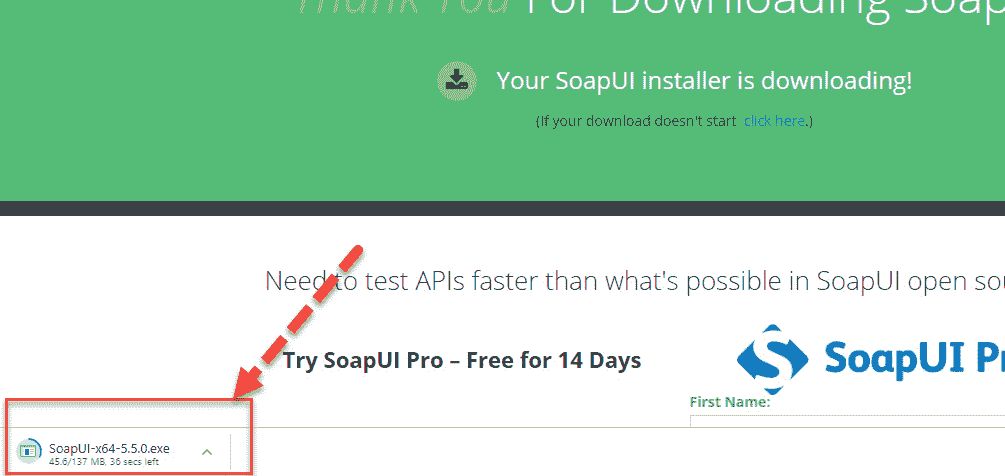 Thank You For Downloading Soap
Your SoapUI installer is downloading!
(If your download doesn't start click here.)
Need to test APIs faster than what's possible in SoapUI open sou
Try SoapUI Pro – Free for 14 Days
SoapUI Pr
First Name:
SoapUI-x64-5.5.0.exe
45.6/137 MB, 36 secs left